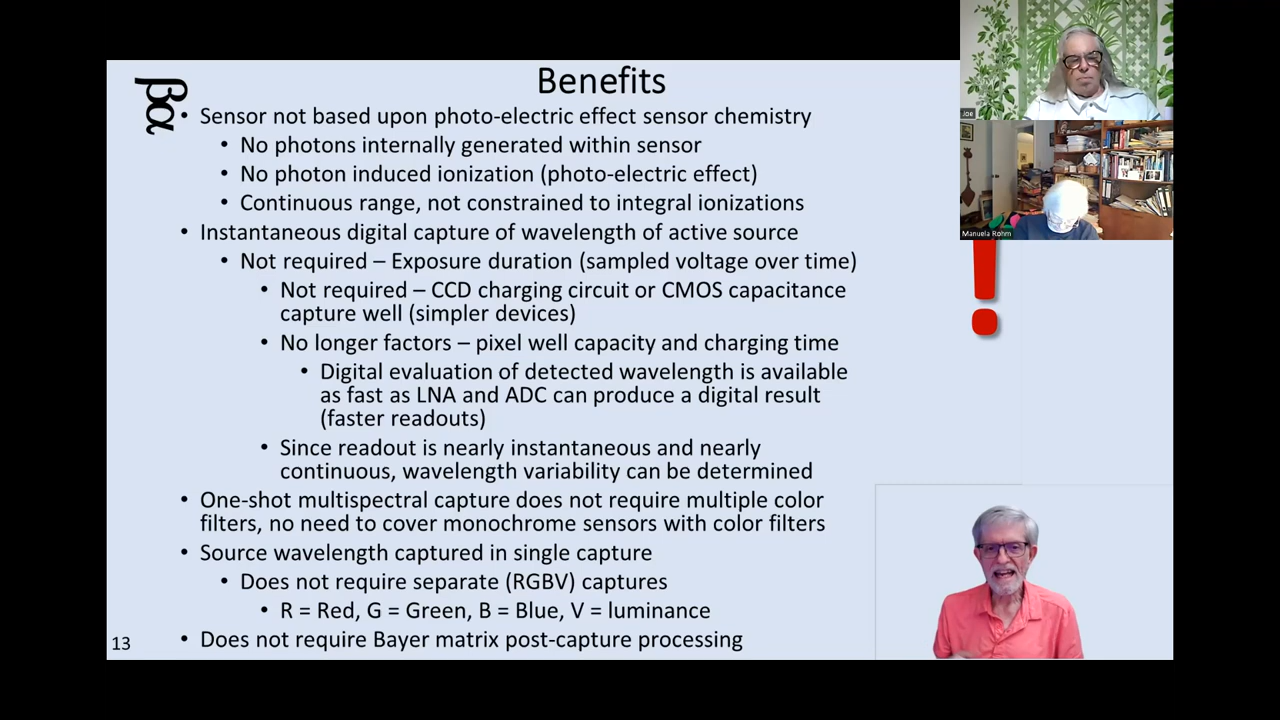 Benefits
βα
• Sensor not based upon photo-electric effect sensor chemistry
• No photons internally generated within sensor
• No photon induced ionization (photo-electric effect)
• Continuous range, not constrained to integral ionizations
• Instantaneous digital capture of wavelength of active source
• Not required – Exposure duration (sampled voltage over time)
• Not required – CCD charging circuit or CMOS capacitance
capture well (simpler devices)
• No longer factors – pixel well capacity and charging time
• Digital evaluation of detected wavelength is available
as fast as LNA and ADC can produce a digital result
(faster readouts)
• Since readout is nearly instantaneous and nearly
continuous, wavelength variability can be determined
• One-shot multispectral capture does not require multiple color
filters, no need to cover monochrome sensors with color filters
• Source wavelength captured in single capture
• Does not require separate (RGBV) captures
• R = Red, G = Green, B = Blue, V = luminance
• Does not require Bayer matrix post-capture processing
13
Joe
Manuela Rohm
!